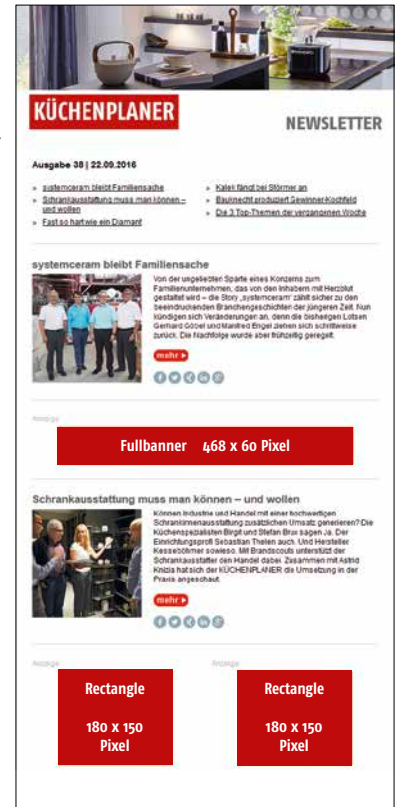 KÜCHENPLANER
NEWSLETTER
Ausgabe 38 | 22.09.2016
» systemceram bleibt Familiensache
» Schrankausstattung muss man können –
und wollen
» Fast so hart wie ein Diamant
» Kalek fängt bei Störmer an
» Bauknecht produziert Gewinner-Kochfeld
» Die 3 Top-Themen der vergangenen Woche
systemceram bleibt Familiensache
Von der ungeliebten Sparte eines Konzerns zum
Familienunternehmen, das von den Inhabern mit Herzblut
gestaltet wird – die Story „systemceram“ zählt sicher zu den
beeindruckenden Branchengeschichten der jüngeren Zeit. Nun
kündigen sich Veränderungen an, denn die bisherigen Lotsen
Gerhard Göbel und Manfred Engel ziehen sich schrittweise
zurück. Die Nachfolge wurde aber frühzeitig geregelt.
mehr
Anzeige
Fullbanner 468 x 60 Pixel
Schrankausstattung muss man können – und wollen
Können Industrie und Handel mit einer hochwertigen
Schrankinnenausstattung zusätzlichen Umsatz generieren? Die
Küchenspezialisten Birgit und Stefan Brux sagen Ja. Der
Einrichtungsprofi Sebastian Thelen auch. Und Hersteller
Kesseböhmer sowieso. Mit Brandscouts unterstützt der
Schrankausstatter den Handel dabei. Zusammen mit Astrid
Knizia hat sich der KÜCHENPLANER die Umsetzung in der
Praxis angeschaut.
mehr
Anzeige
Anzeige
Rectangle
180 x 150
Pixel
Rectangle
180 x 150
Pixel